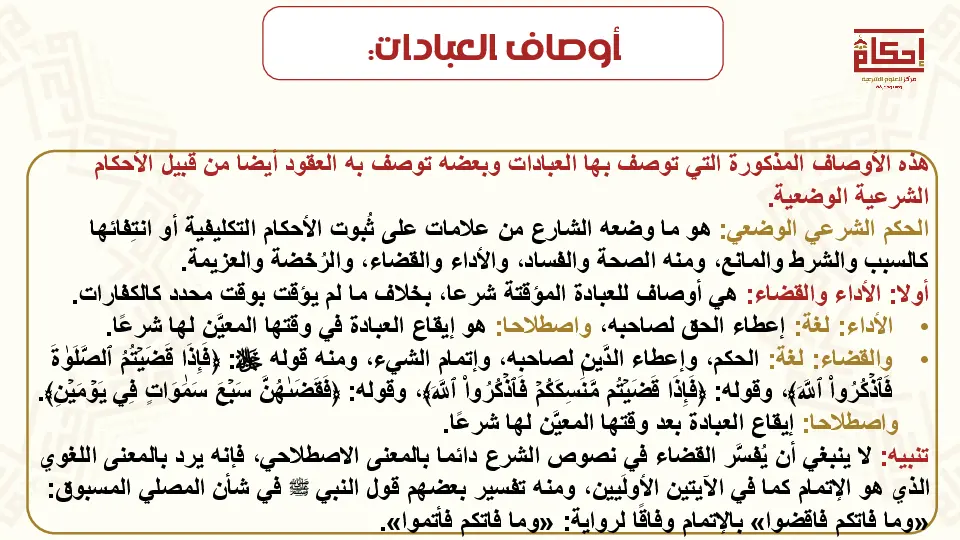 أوصاف العبادات:
إحكام
مركز للعلوم الشرعية
هذه الأوصاف المذكورة التي توصف بها العبادات وبعضه توصف به العقود أيضا من قبيل الأحكام
الشرعية الوضعية.
الحكم الشرعي الوضعي: هو ما وضعه الشارع من علامات على ثُبوت الأحكام التكليفية أو انتِفائها
كالسبب والشرط والمانع، ومنه الصحة والفساد، والأداء والقضاء، والرُخضة والعزيمة.
أولا: الأداء والقضاء: هي أوصاف للعبادة المؤقتة شرعا، بخلاف ما لم يؤقت بوقت محدد كالكفارات.
• الأداء: لغة: إعطاء الحق لصاحبه، واصطلاحا: هو إيقاع العبادة في وقتها المعيَّن لها شرعًا.
• والقضاء: لغة: الحكم، وإعطاء الدَّين لصاحبه، وإتمام الشيء، ومنه قوله ﷻ: ﴿فَإِذَا قَضَيۡتُمُ ٱلصَّلَوٰةَ
فَٱذۡكُرُواْ ٱللَّهَ﴾، وقوله: ﴿فَإِذَا قَضَيۡتُم مَّنَٰسِكَكُمۡ فَٱذۡكُرُواْ ٱللَّهَ﴾، وقوله: ﴿فَقَضَىٰهُنَّ سَبۡعَ سَمَٰوَاتٖ فِي يَوۡمَيۡنِ﴾.
واصطلاحا: إيقاع العبادة بعد وقتها المعيَّن لها شرعًا.
تنبيه: لا ينبغي أن يُفسَّر القضاء في نصوص الشرع دائما بالمعنى الاصطلاحي، فإنه يرد بالمعنى اللغوي
الذي هو الإتمام كما في الآيتين الأولَيين، ومنه تفسير بعضهم قول النبي ﷺ في شأن المصلي المسبوق:
«وما فاتكم فاقضوا» بالإتمام وفاقًا لرواية: «وما فاتكم فأتموا».